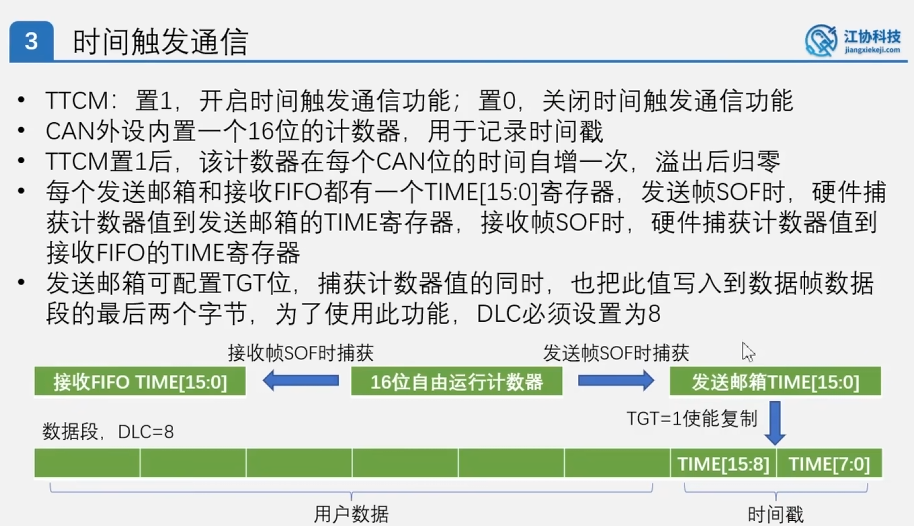 3 时间触发通信
江协科技
jiangxiekeji.com
• TTCM：置1，开启时间触发通信功能；置0，关闭时间触发通信功能
• CAN外设内置一个16位的计数器，用于记录时间戳
• TTCM置1后，该计数器在每个CAN位的时间自增一次，溢出后归零
• 每个发送邮箱和接收FIFO都有一个TIME[15:0]寄存器，发送帧SOF时，硬件捕
获计数器值到发送邮箱的TIME寄存器，接收帧SOF时，硬件捕获计数器值到
接收FIFO的TIME寄存器
• 发送邮箱可配置TGT位，捕获计数器值的同时，也把此值写入到数据帧数据
段的最后两个字节，为了使用此功能，DLC必须设置为8
接收帧SOF时捕获 发送帧SOF时捕获
接收FIFO TIME[15:0] 16位自由运行计数器 发送邮箱TIME[15:0]
TGT=1使能复制
数据段，DLC=8
TIME[15:8] TIME[7:0]
用户数据 时间戳